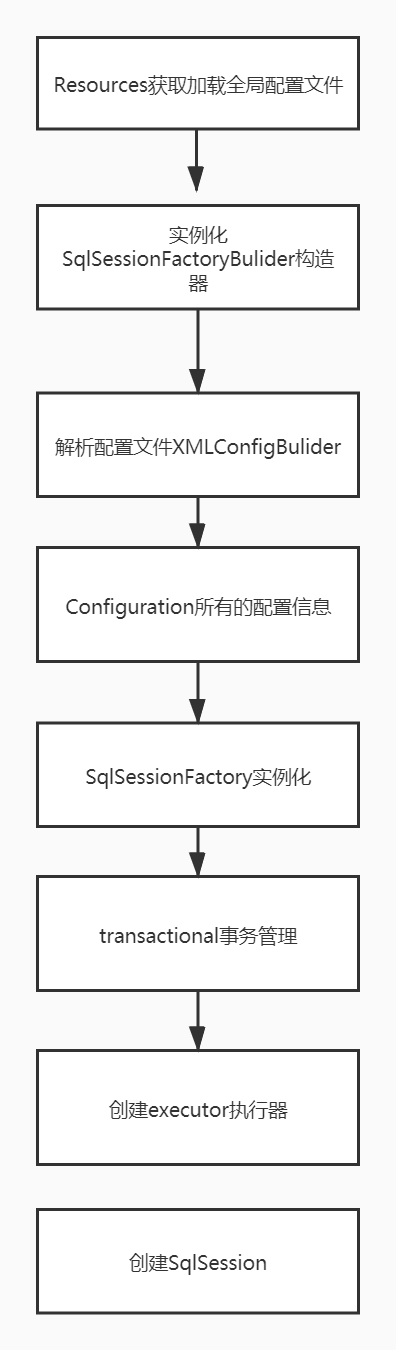 Resources获取加载全局配置文件
实例化
SqlSessionFactoryBulider构造
器
解析配置文件XMLConfigBulider
Configuration所有的配置信息
SqlSessionFactory实例化
transactional事务管理
创建executor执行器
创建SqlSession